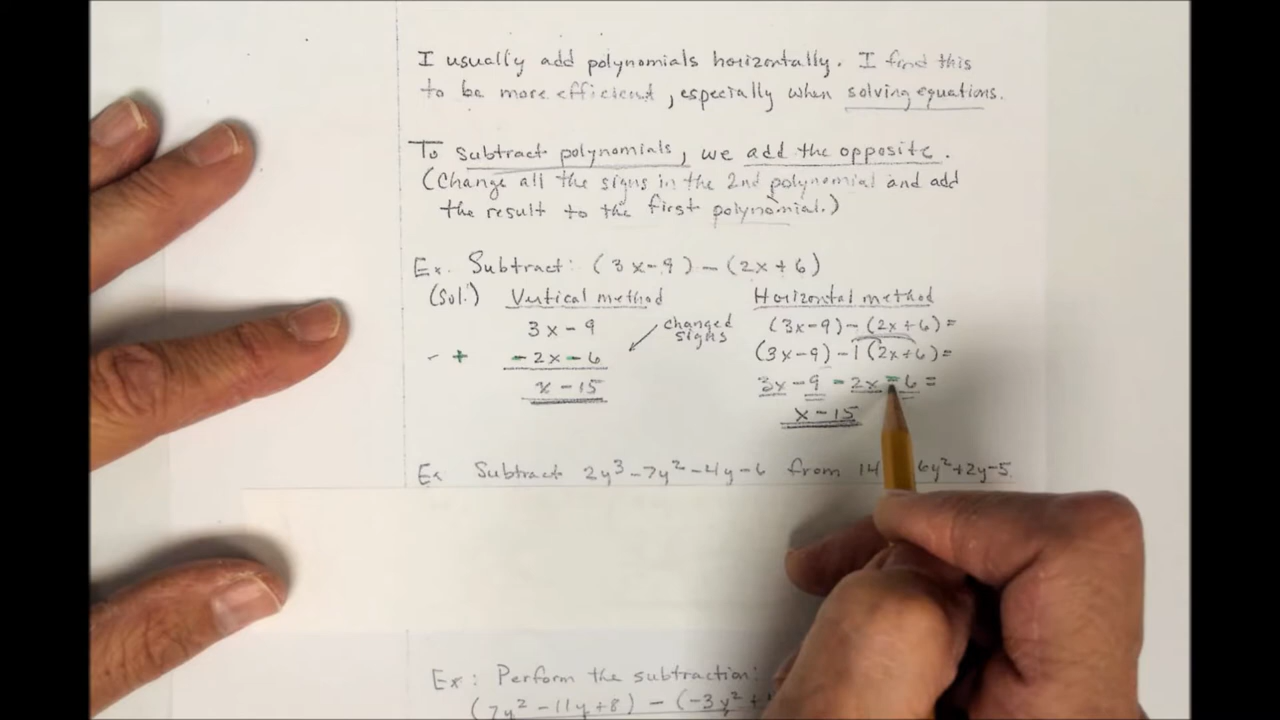 I usually add polynomials horizontally. I find this
to be more efficient, especially when solving equations.
To subtract polynomials, we add the opposite.
(Change all the signs in the 2nd polynomial and add
the result to the first polynomial.)
Ex. Subtract: (3x-9) - (2x+6)
(Sol.) Vertical method
3x - 9
- + -2x - 6
x - 15
changed
signs
Horizontal method
(3x-9) - (2x+6) =
(3x-9) - 1(2x+6) =
3x - 9 - 2x - 6 =
x - 15
Ex Subtract 2y³ - 7y² - 4y - 6 from 14 6y² + 2y - 5.
Ex: Perform the subtraction:
(7y² - 11y + 8) - (-3y² +